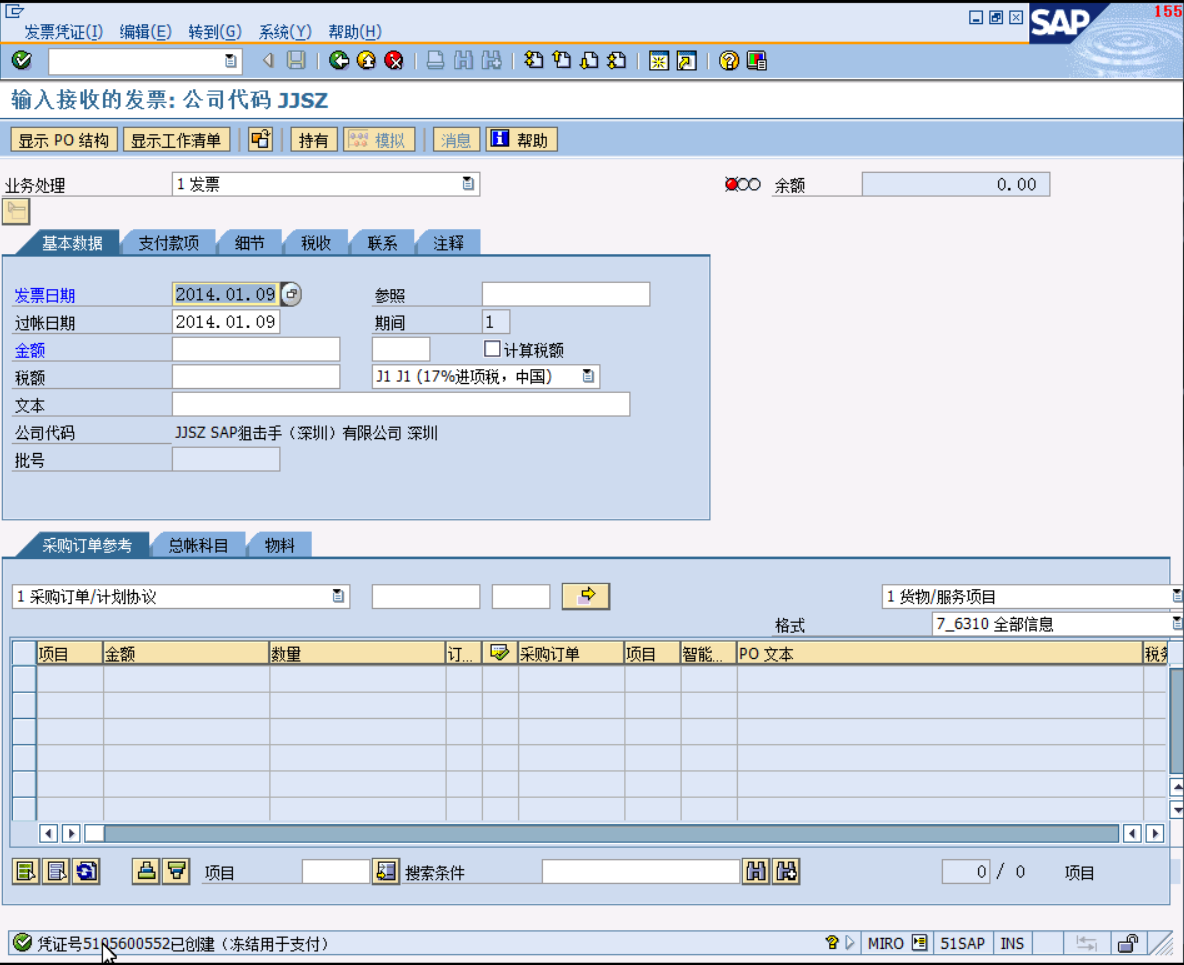 155
发票凭证(I) 编辑(E) 转到(G) 系统(Y) 帮助(H)
SAP
输入接收的发票: 公司代码 JJSZ
显示 PO 结构 显示工作清单 持有 模拟 消息 帮助
业务处理 1 发票 余额 0.00
基本数据 支付款项 细节 税收 联系 注释
发票日期 2014.01.09 参照
过帐日期 2014.01.09 期间 1
金额 计算税额
税额 J1 J1 (17%进项税，中国)
文本
公司代码 JJSZ SAP狙击手（深圳）有限公司 深圳
批号
采购订单参考 总帐科目 物料
1 采购订单/计划协议 1 货物/服务项目
格式 7_6310 全部信息
项目 金额 数量 订... 采购订单 项目 智能... PO 文本 税务
项目 搜索条件 0 / 0 项目
凭证号5105600552已创建（冻结用于支付） MIRO 51SAP INS